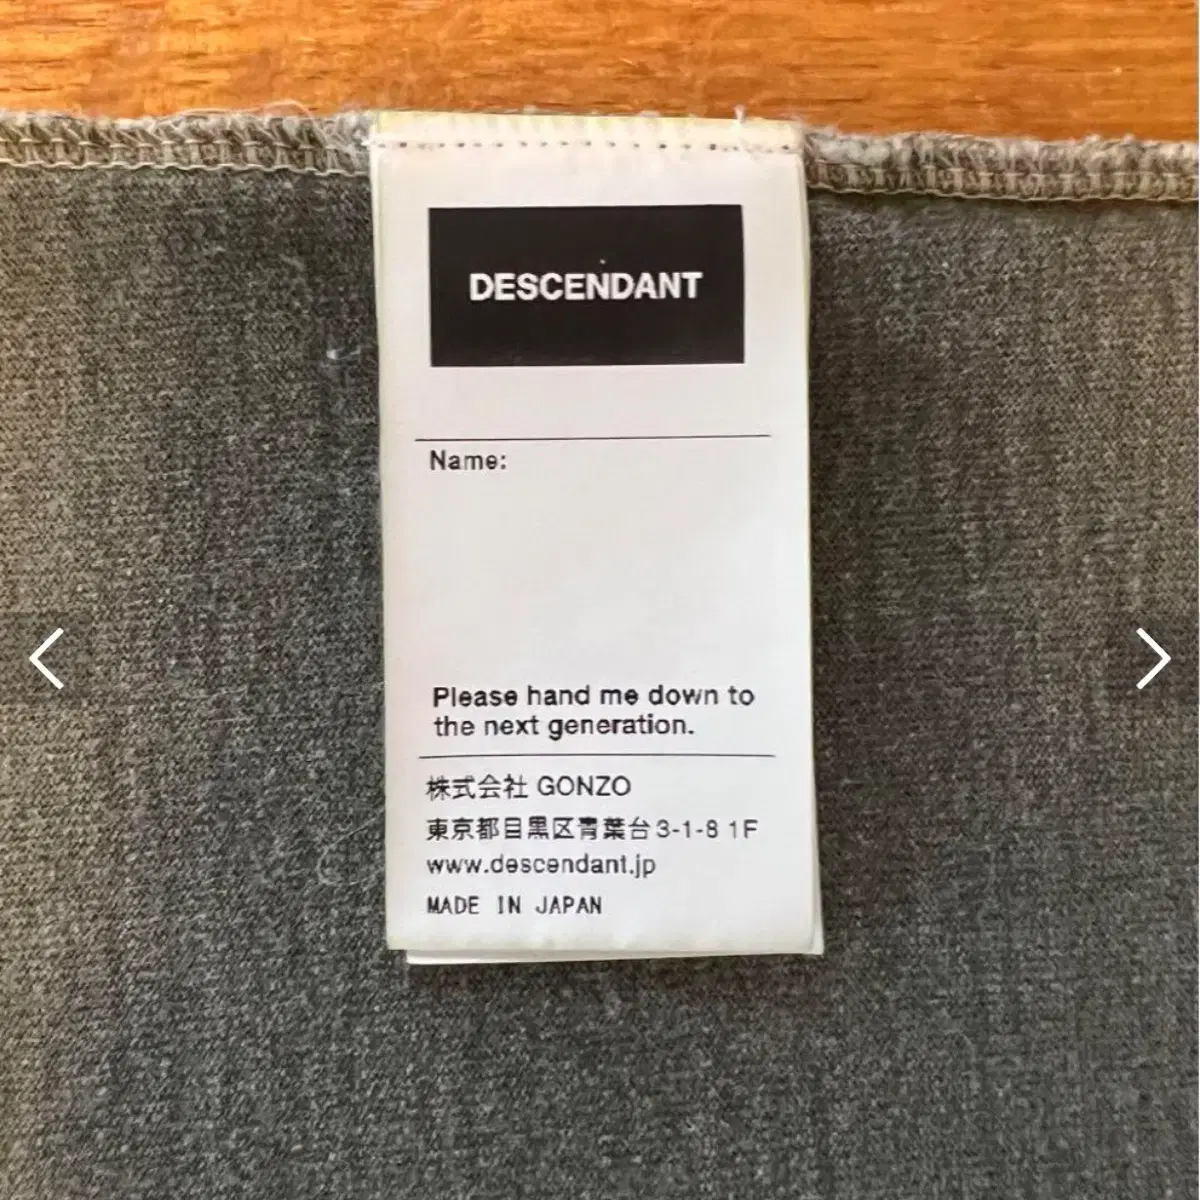 DESCENDANT
Name:
Please hand me down to
the next generation.
株式会社 GONZO
東京都目黒区青葉台3-1-8 1F
www.descendant.jp
MADE IN JAPAN